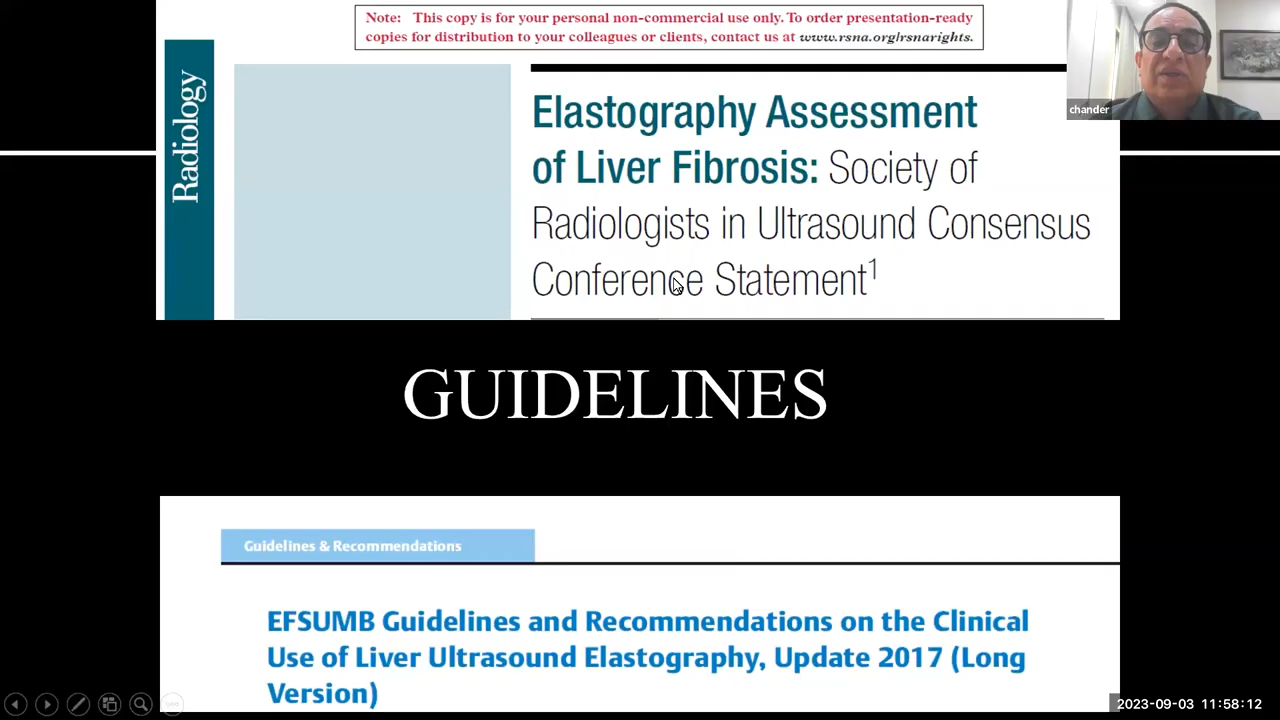 Note: This copy is for your personal non-commercial use only. To order presentation-ready
copies for distribution to your colleagues or clients, contact us at www.rsna.org/rsnarights.
Radiology
Elastography Assessment
of Liver Fibrosis: Society of
Radiologists in Ultrasound Consensus
Conference Statement1
chander
GUIDELINES
Guidelines & Recommendations
EFSUMB Guidelines and Recommendations on the Clinical
Use of Liver Ultrasound Elastography, Update 2017 (Long
Version)
2023-09-03 11:58:12